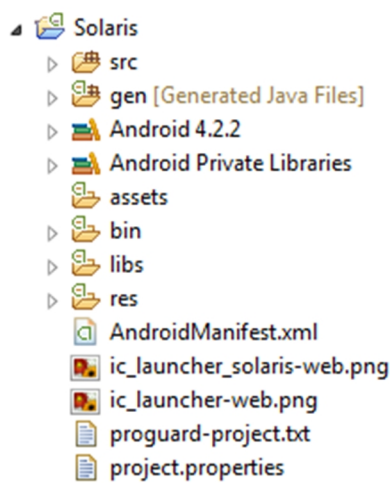 Solaris
src
gen [Generated Java Files]
Android 4.2.2
Android Private Libraries
assets
bin
libs
res
AndroidManifest.xml
ic_launcher_solaris-web.png
ic_launcher-web.png
proguard-project.txt
project.properties